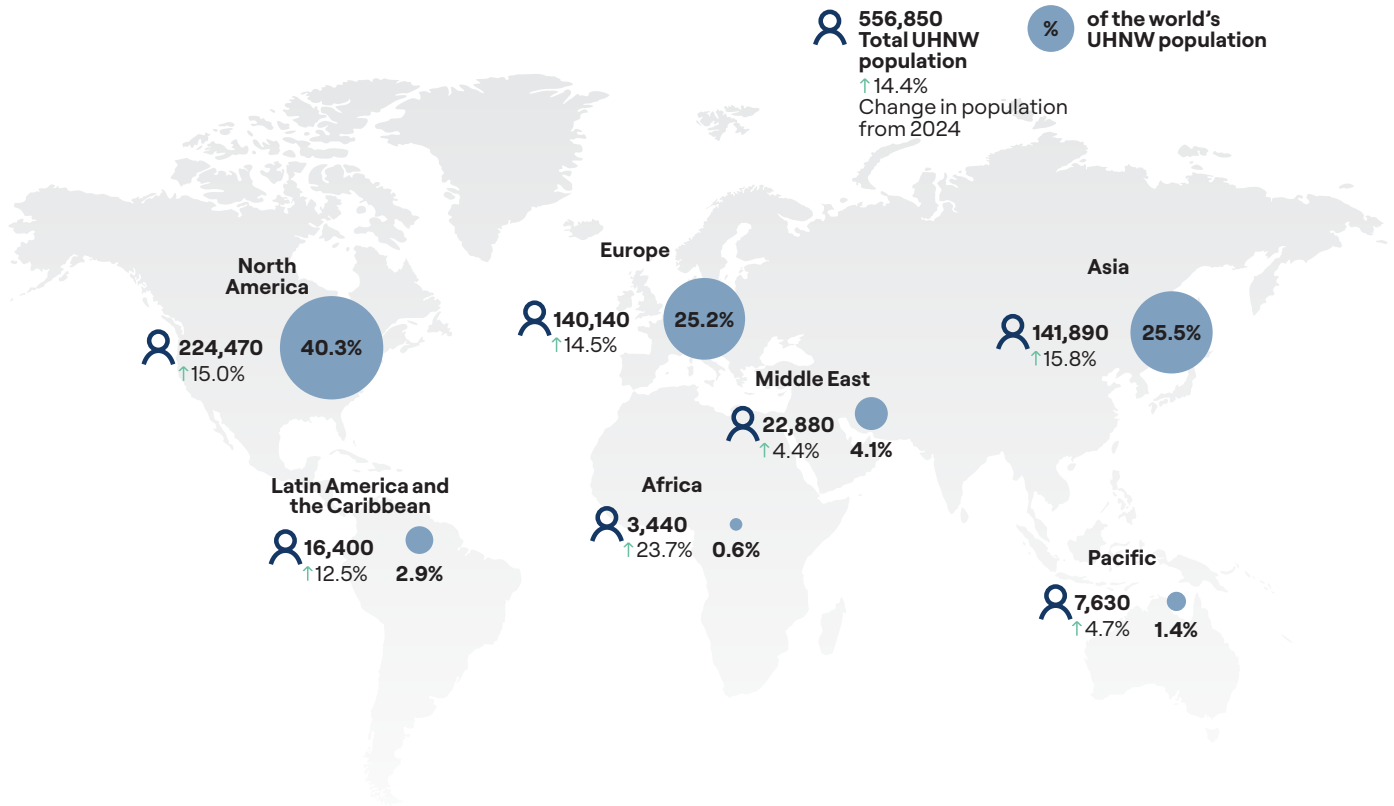 556,850
Total UHNW
population
↑14.4%
Change in population
from 2024
%
of the world's
UHNW population
North
America
224,470
↑15.0%
40.3%
Europe
140,140
↑14.5%
25.2%
Asia
141,890
↑15.8%
25.5%
Middle East
22,880
↑4.4%
4.1%
Latin America and
the Caribbean
16,400
↑12.5%
2.9%
Africa
3,440
↑23.7%
0.6%
Pacific
7,630
↑4.7%
1.4%